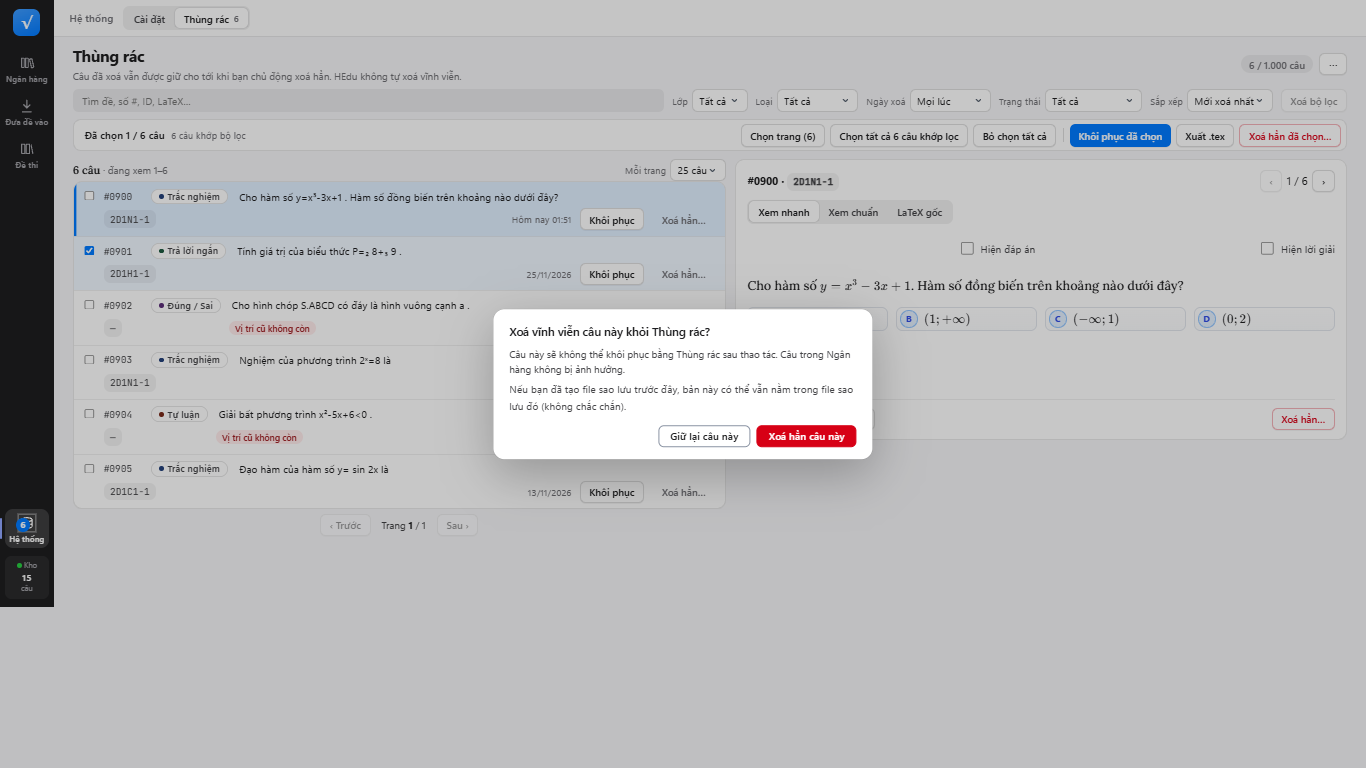 √
Ngân hàng
Đưa đề vào
Đề thi
6
Hệ thống
Kho
15
câu
Hệ thống
Cài đặt
Thùng rác 6
Thùng rác
Câu đã xoá vẫn được giữ cho tới khi bạn chủ động xoá hẳn. HEdu không tự xoá vĩnh viễn.
6 / 1.000 câu
...
Tìm đề, số #, ID, LaTeX...
Lớp Tất cả
Loại Tất cả
Ngày xoá Mọi lúc
Trạng thái Tất cả
Sắp xếp Mới xoá nhất
Xoá bộ lọc
Đã chọn 1 / 6 câu 6 câu khớp bộ lọc
Chọn trang (6)
Chọn tất cả 6 câu khớp lọc
Bỏ chọn tất cả
Khôi phục đã chọn
Xuất .tex
Xoá hẳn đã chọn...
6 câu · đang xem 1–6
Mỗi trang 25 câu
#0900 Trắc nghiệm Cho hàm số y=x³-3x+1 . Hàm số đồng biến trên khoảng nào dưới đây?
2D1N1-1 Hôm nay 01:51 Khôi phục Xoá hẳn...
#0901 Trả lời ngắn Tính giá trị của biểu thức P=₂ 8+₃ 9 .
2D1H1-1 25/11/2026 Khôi phục Xoá hẳn...
#0902 Đúng / Sai Cho hình chóp S.ABCD có đáy là hình vuông cạnh a .
— Vị trí cũ không còn
#0903 Trắc nghiệm Nghiệm của phương trình 2ˣ=8 là
2D1N1-1
#0904 Tự luận Giải bất phương trình x²-5x+6<0 .
— Vị trí cũ không còn
#0905 Trắc nghiệm Đạo hàm của hàm số y= sin 2x là
2D1C1-1 13/11/2026 Khôi phục Xoá hẳn...
‹ Trước Trang 1 / 1 Sau ›
#0900 · 2D1N1-1
‹ 1 / 6 ›
Xem nhanh
Xem chuẩn
LaTeX gốc
Hiện đáp án
Hiện lời giải
Cho hàm số y = x³ − 3x + 1. Hàm số đồng biến trên khoảng nào dưới đây?
B (1; +∞)
C (−∞; 1)
D (0; 2)
Xoá hẳn...
Xoá vĩnh viễn câu này khỏi Thùng rác?
Câu này sẽ không thể khôi phục bằng Thùng rác sau thao tác. Câu trong Ngân
hàng không bị ảnh hưởng.
Nếu bạn đã tạo file sao lưu trước đây, bản này có thể vẫn nằm trong file sao
lưu đó (không chắc chắn).
Giữ lại câu này
Xoá hẳn câu này